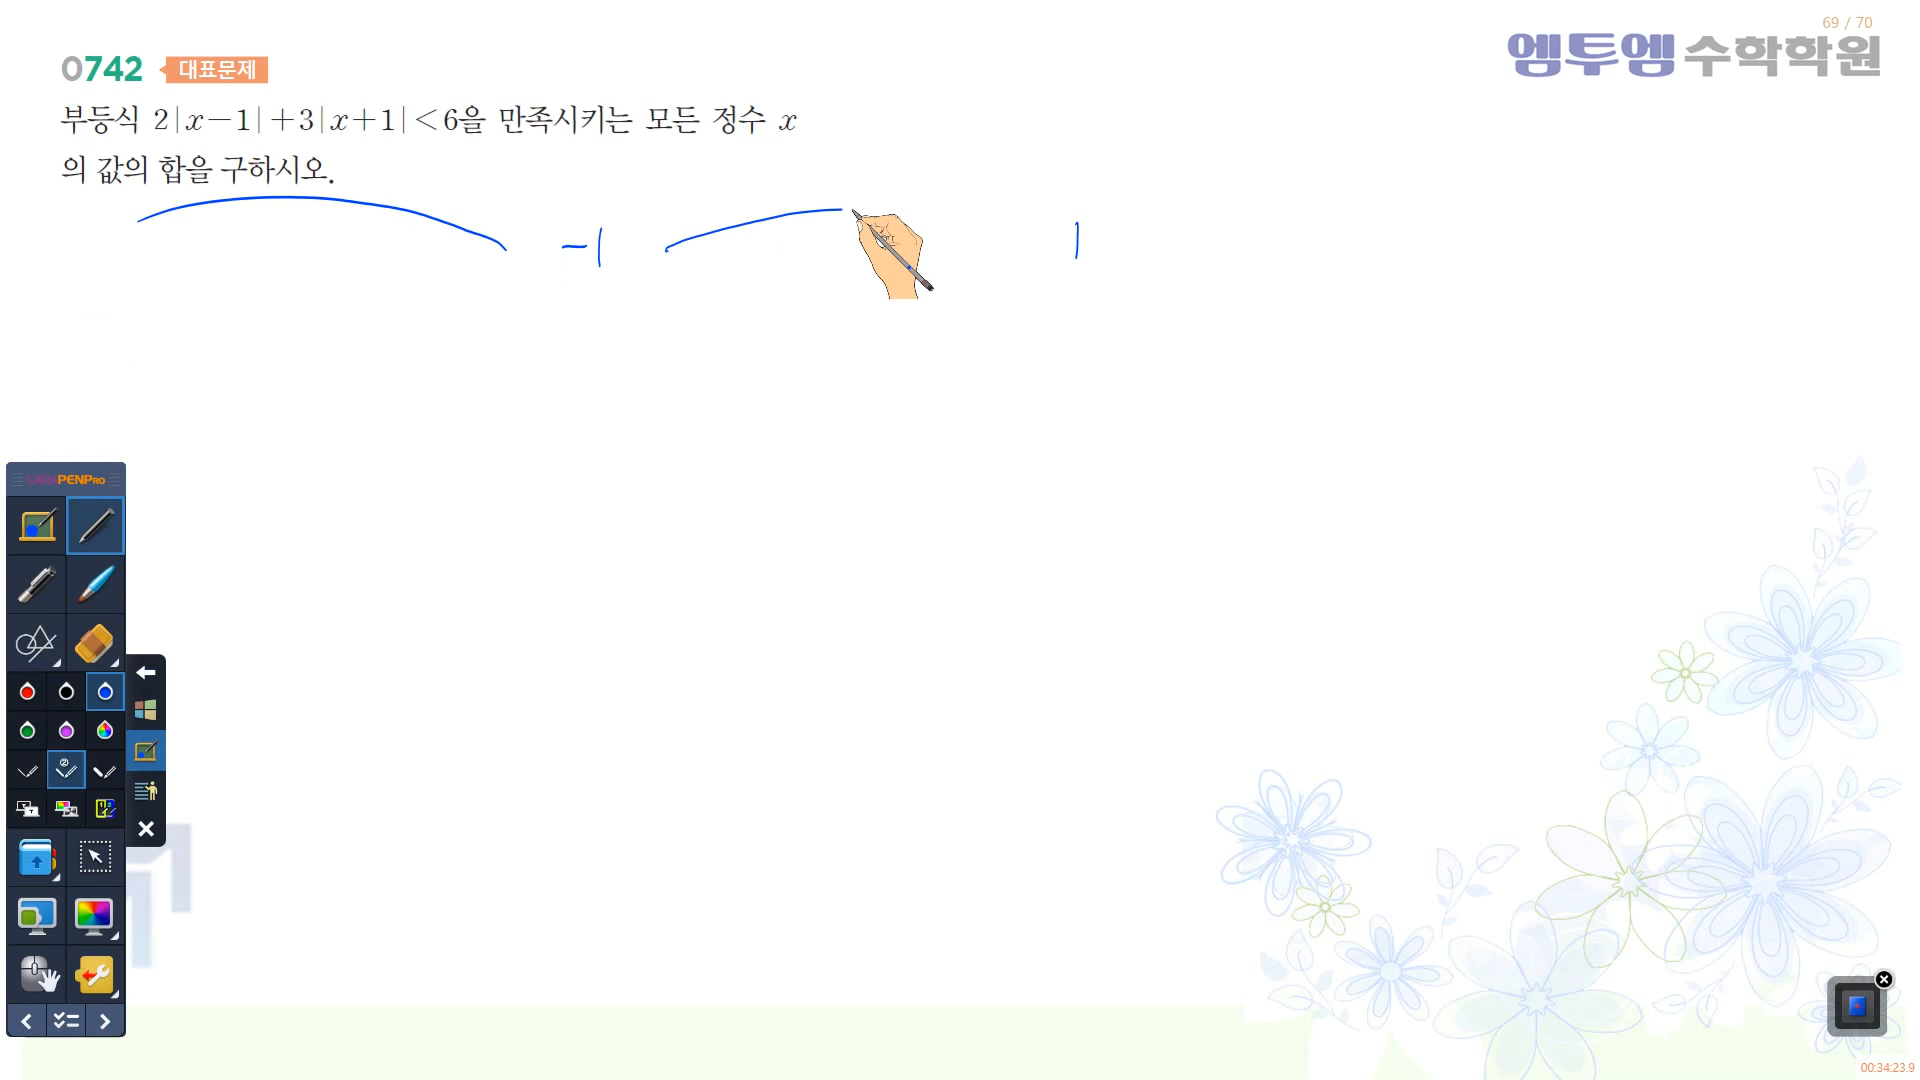 69 / 70
엠투엠 수학학원
0742 대표문제
부등식 2|x-1|+3|x+1|<6을 만족시키는 모든 정수 x
의 값의 합을 구하시오.
-1 1
PENPRO
00:34:23.9